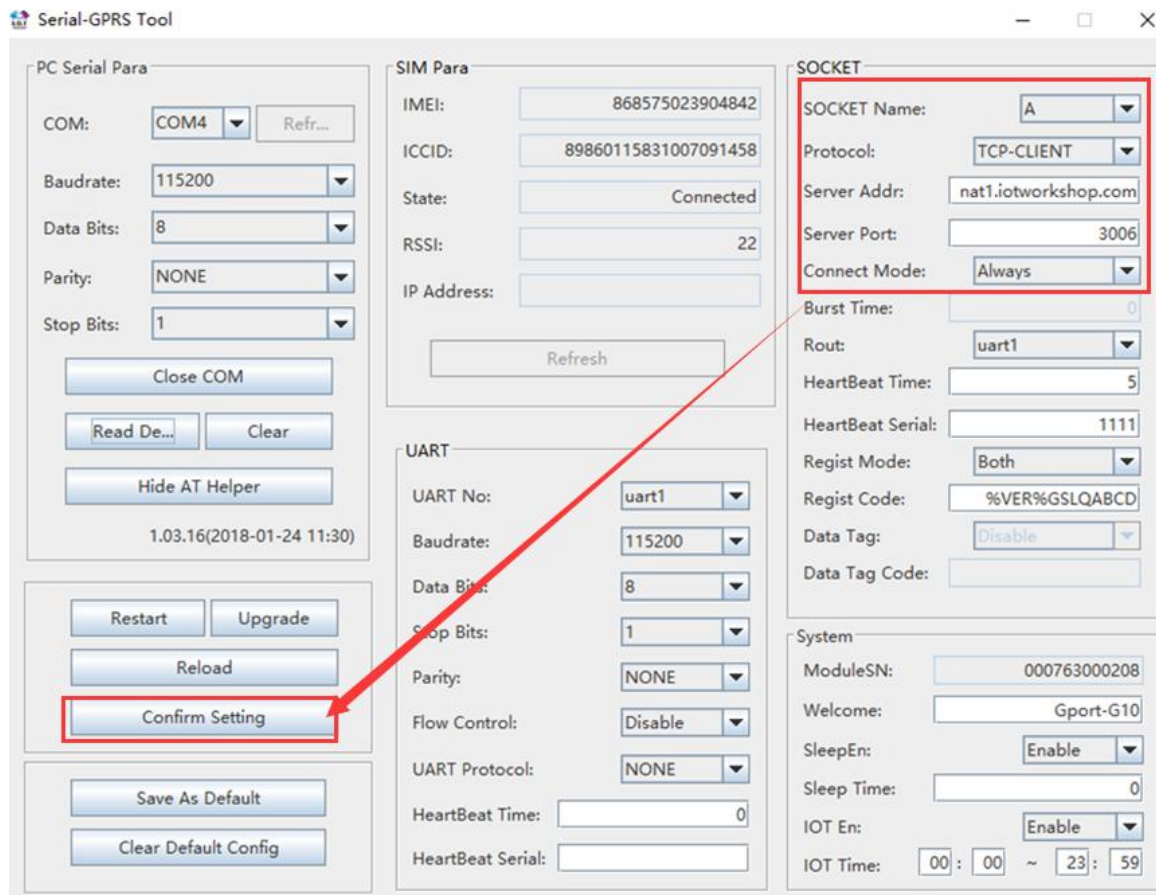 Serial-GPRS Tool
PC Serial Para
COM: COM4 Refr...
Baudrate: 115200
Data Bits: 8
Parity: NONE
Stop Bits: 1
Close COM
Read De... Clear
Hide AT Helper
1.03.16(2018-01-24 11:30)
Restart Upgrade
Reload
Confirm Setting
Save As Default
Clear Default Config
SIM Para
IMEI: 868575023904842
ICCID: 89860115831007091458
State: Connected
RSSI: 22
IP Address:
Refresh
UART
UART No: uart1
Baudrate: 115200
Data Bits: 8
Stop Bits: 1
Parity: NONE
Flow Control: Disable
UART Protocol: NONE
HeartBeat Time: 0
HeartBeat Serial:
SOCKET
SOCKET Name: A
Protocol: TCP-CLIENT
Server Addr: nat1.iotworkshop.com
Server Port: 3006
Connect Mode: Always
Burst Time: 0
Rout: uart1
HeartBeat Time: 5
HeartBeat Serial: 1111
Regist Mode: Both
Regist Code: %VER%GSLQABCD
Data Tag: Disable
Data Tag Code:
System
ModuleSN: 000763000208
Welcome: Gport-G10
SleepEn: Enable
Sleep Time: 0
IOT En: Enable
IOT Time: 00 : 00 ~ 23 : 59